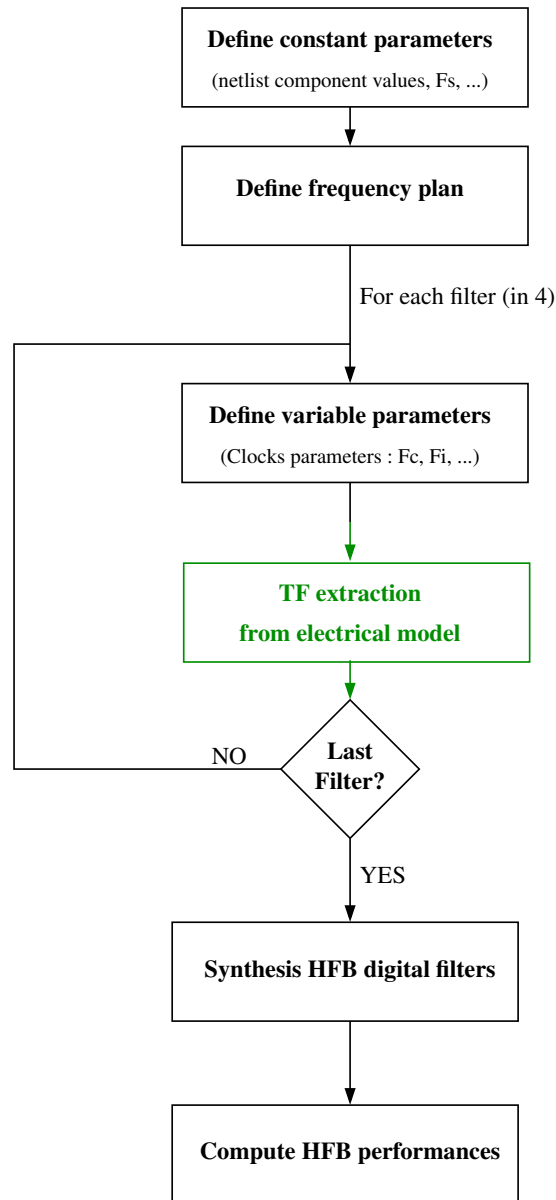 Define constant parameters
(netlist component values, Fs, ...)
Define frequency plan
For each filter (in 4)
Define variable parameters
(Clocks parameters : Fc, Fi, ...)
TF extraction
from electrical model
NO
Last
Filter?
YES
Synthesis HFB digital filters
Compute HFB performances